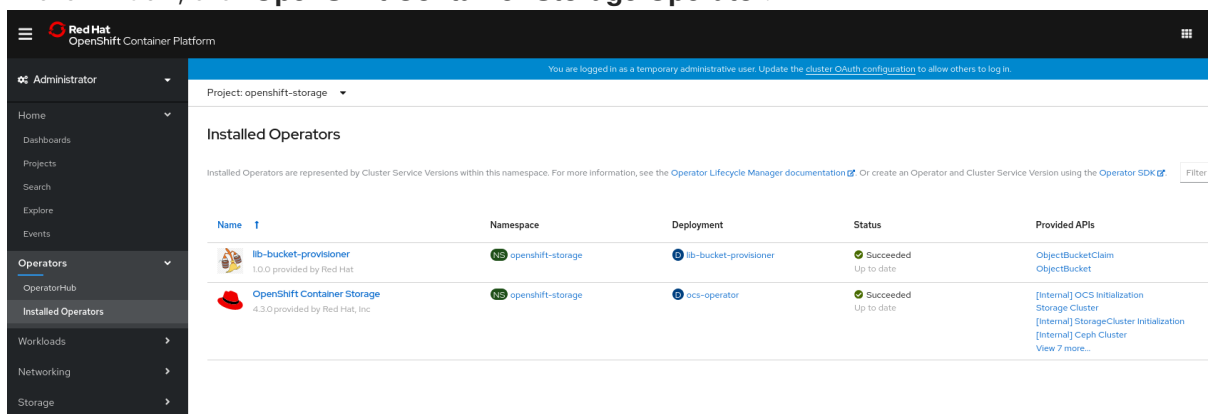 OpenShift Container Storage Operator
Red Hat
OpenShift Container Platform
Administrator
You are logged in as a temporary administrative user. Update the cluster OAuth configuration to allow others to log in.
Project: openshift-storage
Home
Dashboards
Projects
Search
Explore
Events
Operators
OperatorHub
Installed Operators
Workloads
Networking
Storage
Installed Operators
Installed Operators are represented by Cluster Service Versions within this namespace. For more information, see the Operator Lifecycle Manager documentation. Or create an Operator and Cluster Service Version using the Operator SDK.
Filter
Name Namespace Deployment Status Provided APIs
lib-bucket-provisioner NS openshift-storage D lib-bucket-provisioner Succeeded ObjectBucketClaim
1.0.0 provided by Red Hat Up to date ObjectBucket
OpenShift Container Storage NS openshift-storage D ocs-operator Succeeded [Internal] OCS Initialization
4.3.0 provided by Red Hat, Inc Up to date Storage Cluster
[Internal] StorageCluster Initialization
[Internal] Ceph Cluster
View 7 more...